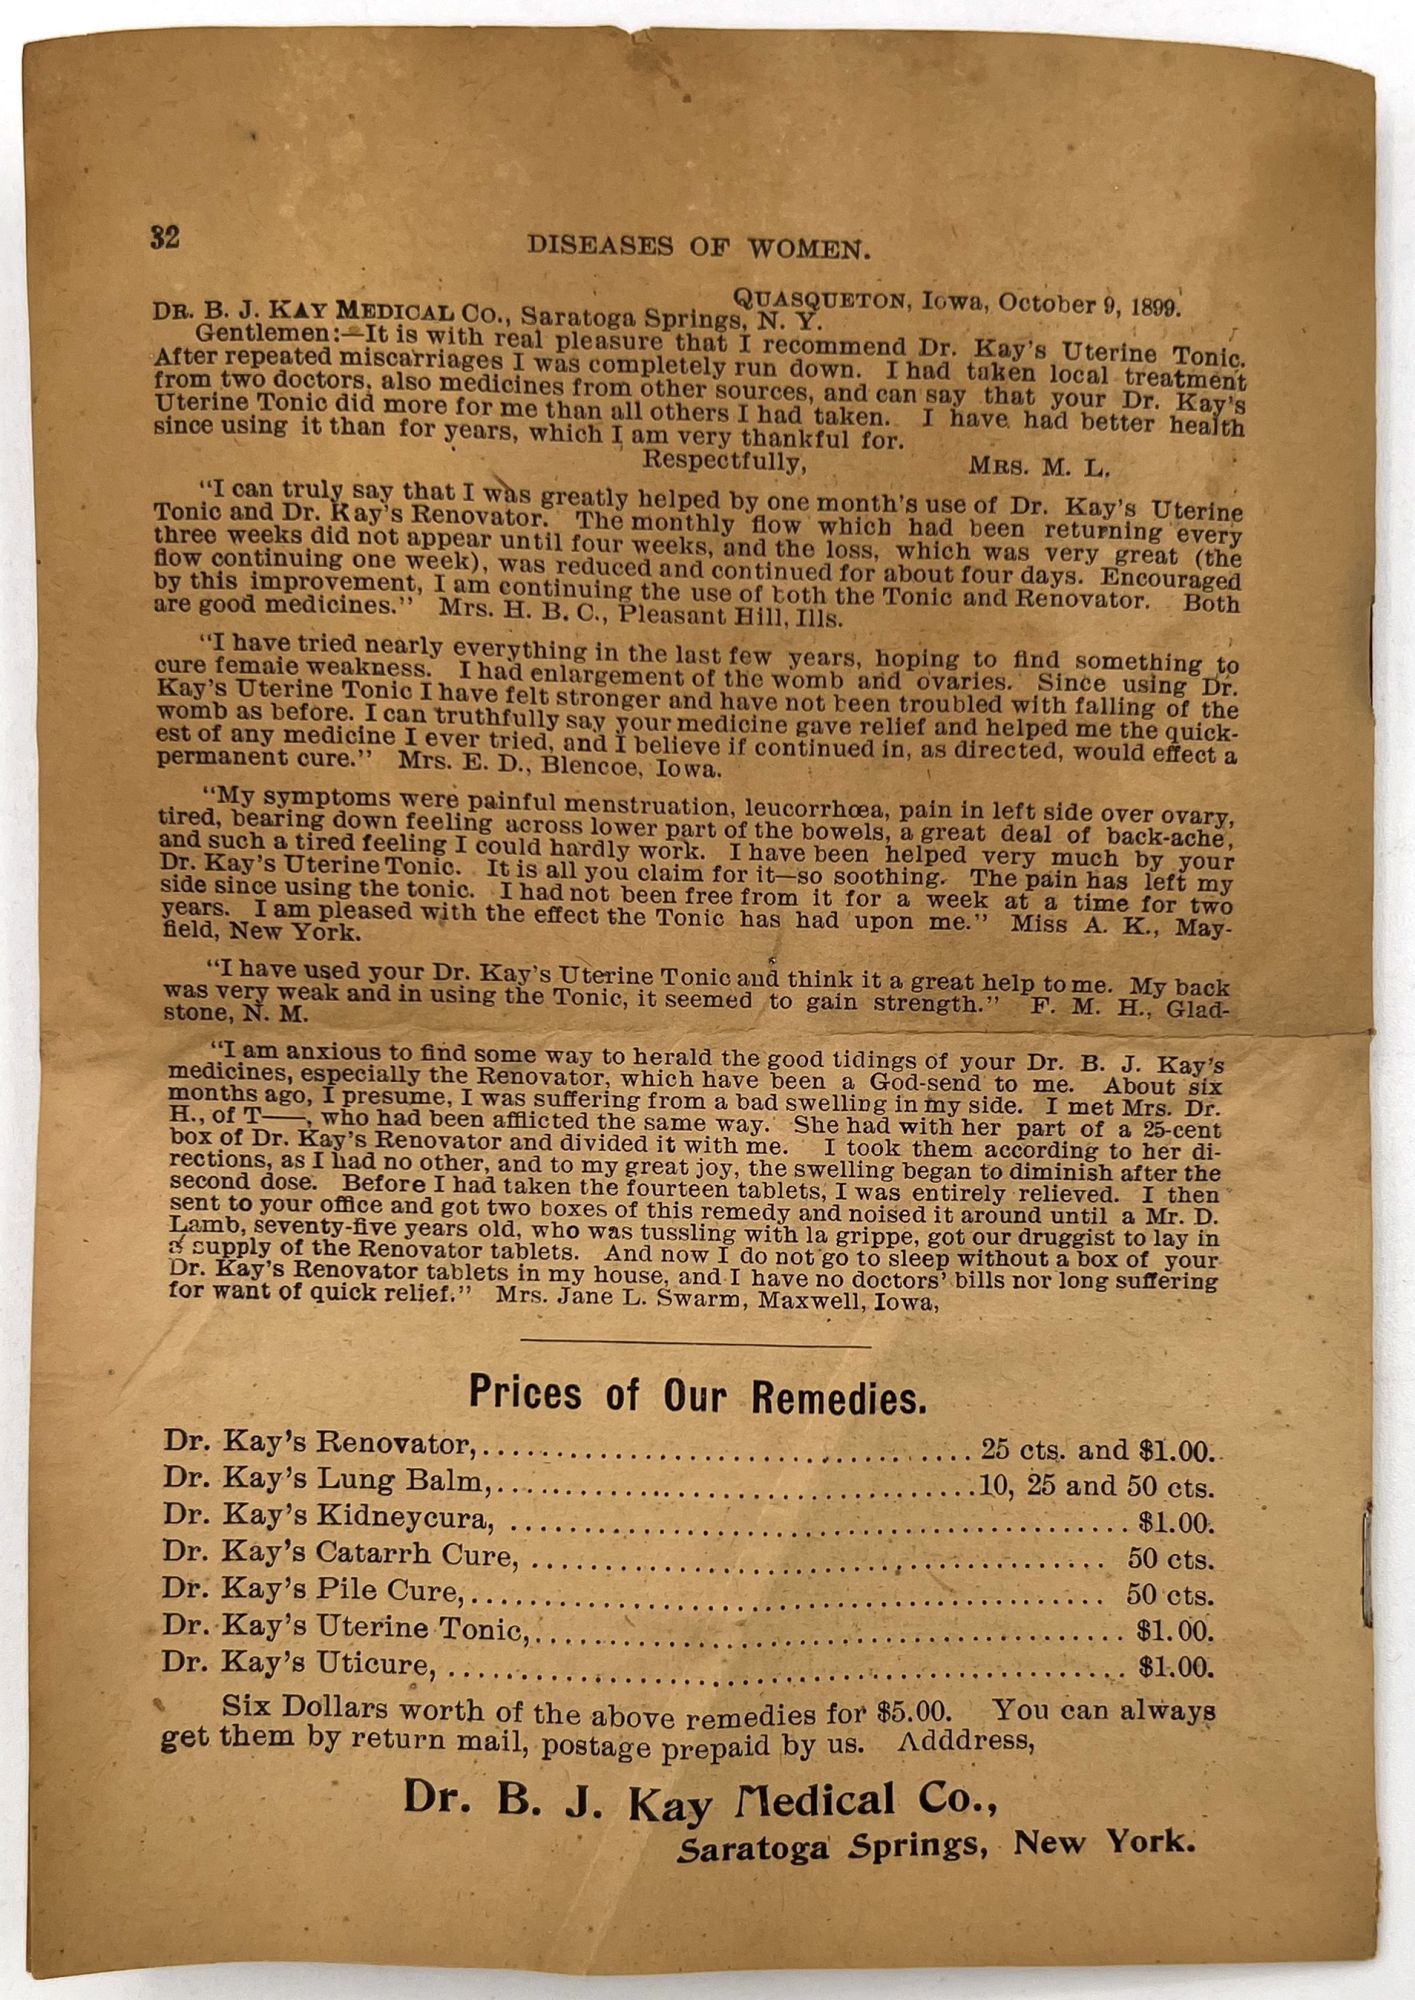 32
DISEASES OF WOMEN.
QUASQUETON, Iowa, October 9, 1899.
DR. B. J. KAY MEDICAL CO., Saratoga Springs, N. Y.
Gentlemen:—It is with real pleasure that I recommend Dr. Kay's Uterine Tonic.
After repeated miscarriages I was completely run down. I had taken local treatment
from two doctors, also medicines from other sources, and can say that your Dr. Kay's
Uterine Tonic did more for me than all others I had taken. I have had better health
since using it than for years, which I am very thankful for.
Respectfully, MRS. M. L.
"I can truly say that I was greatly helped by one month's use of Dr. Kay's Uterine
Tonic and Dr. Kay's Renovator. The monthly flow which had been returning every
three weeks did not appear until four weeks, and the loss, which was very great (the
flow continuing one week), was reduced and continued for about four days. Encouraged
by this improvement, I am continuing the use of both the Tonic and Renovator. Both
are good medicines." Mrs. H. B. C., Pleasant Hill, Ills.
"I have tried nearly everything in the last few years, hoping to find something to
cure female weakness. I had enlargement of the womb and ovaries. Since using Dr.
Kay's Uterine Tonic I have felt stronger and have not been troubled with falling of the
womb as before. I can truthfully say your medicine gave relief and helped me the quick-
est of any medicine I ever tried, and I believe if continued in, as directed, would effect a
permanent cure." Mrs. E. D., Blencoe, Iowa.
"My symptoms were painful menstruation, leucorrhœa, pain in left side over ovary,
tired, bearing down feeling across lower part of the bowels, a great deal of back-ache,
and such a tired feeling I could hardly work. I have been helped very much by your
Dr. Kay's Uterine Tonic. It is all you claim for it—so soothing. The pain has left my
side since using the tonic. I had not been free from it for a week at a time for two
years. I am pleased with the effect the Tonic has had upon me." Miss A. K., May-
field, New York.
"I have used your Dr. Kay's Uterine Tonic and think it a great help to me. My back
was very weak and in using the Tonic, it seemed to gain strength." F. M. H., Glad-
stone, N. M.
"I am anxious to find some way to herald the good tidings of your Dr. B. J. Kay's
medicines, especially the Renovator, which have been a God-send to me. About six
months ago, I presume, I was suffering from a bad swelling in my side. I met Mrs. Dr.
H., of T——, who had been afflicted the same way. She had with her part of a 25-cent
box of Dr. Kay's Renovator and divided it with me. I took them according to her di-
rections, as I had no other, and to my great joy, the swelling began to diminish after the
second dose. Before I had taken the fourteen tablets, I was entirely relieved. I then
sent to your office and got two boxes of this remedy and noised it around until a Mr. D.
Lamb, seventy-five years old, who was tussling with la grippe, got our druggist to lay in
a supply of the Renovator tablets. And now I do not go to sleep without a box of your
Dr. Kay's Renovator tablets in my house, and I have no doctors' bills nor long suffering
for want of quick relief." Mrs. Jane L. Swarm, Maxwell, Iowa,
Prices of Our Remedies.
Dr. Kay's Renovator,.................................. 25 cts. and $1.00.
Dr. Kay's Lung Balm,.................................10, 25 and 50 cts.
Dr. Kay's Kidneycura, ........................................... $1.00.
Dr. Kay's Catarrh Cure, ........................................ 50 cts.
Dr. Kay's Pile Cure,............................................ 50 cts.
Dr. Kay's Uterine Tonic,......................................... $1.00.
Dr. Kay's Uticure, ............................................... $1.00.
Six Dollars worth of the above remedies for $5.00. You can always
get them by return mail, postage prepaid by us. Adddress,
Dr. B. J. Kay Medical Co.,
Saratoga Springs, New York.